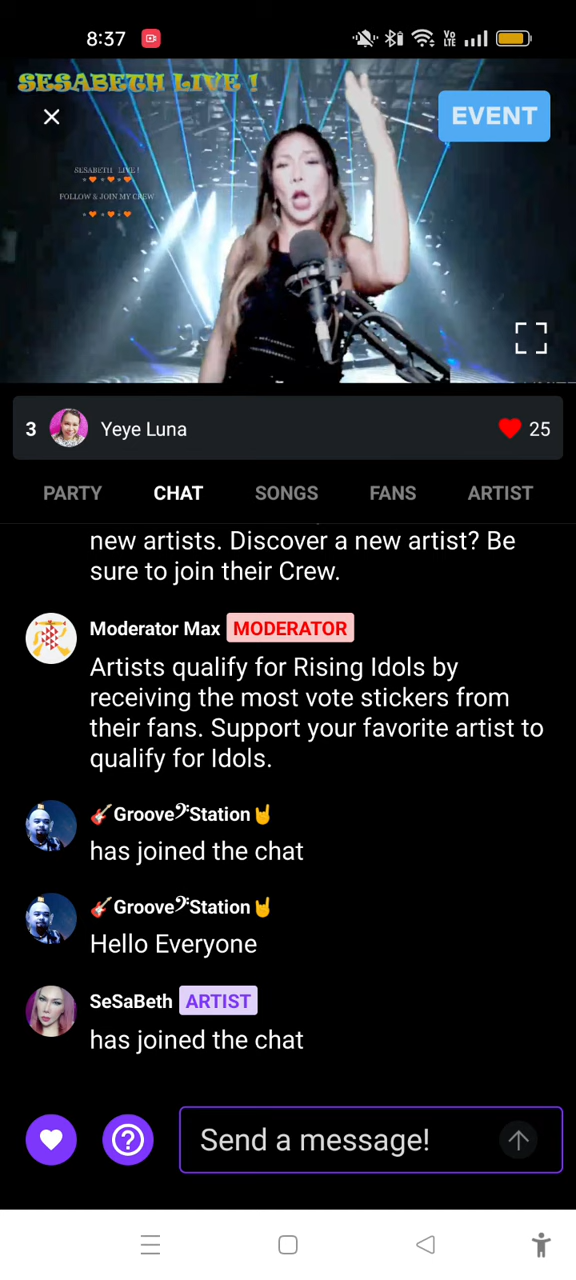 8:37
VO
LTE
SESABETH LIVE !
EVENT
SESABETH LIVE !
FOLLOW & JOIN MY CREW
3 Yeye Luna 25
PARTY CHAT SONGS FANS ARTIST
new artists. Discover a new artist? Be
sure to join their Crew.
Moderator Max MODERATOR
Artists qualify for Rising Idols by
receiving the most vote stickers from
their fans. Support your favorite artist to
qualify for Idols.
🎸Groove𝄢Station🤘
has joined the chat
🎸Groove𝄢Station🤘
Hello Everyone
SeSaBeth ARTIST
has joined the chat
Send a message!